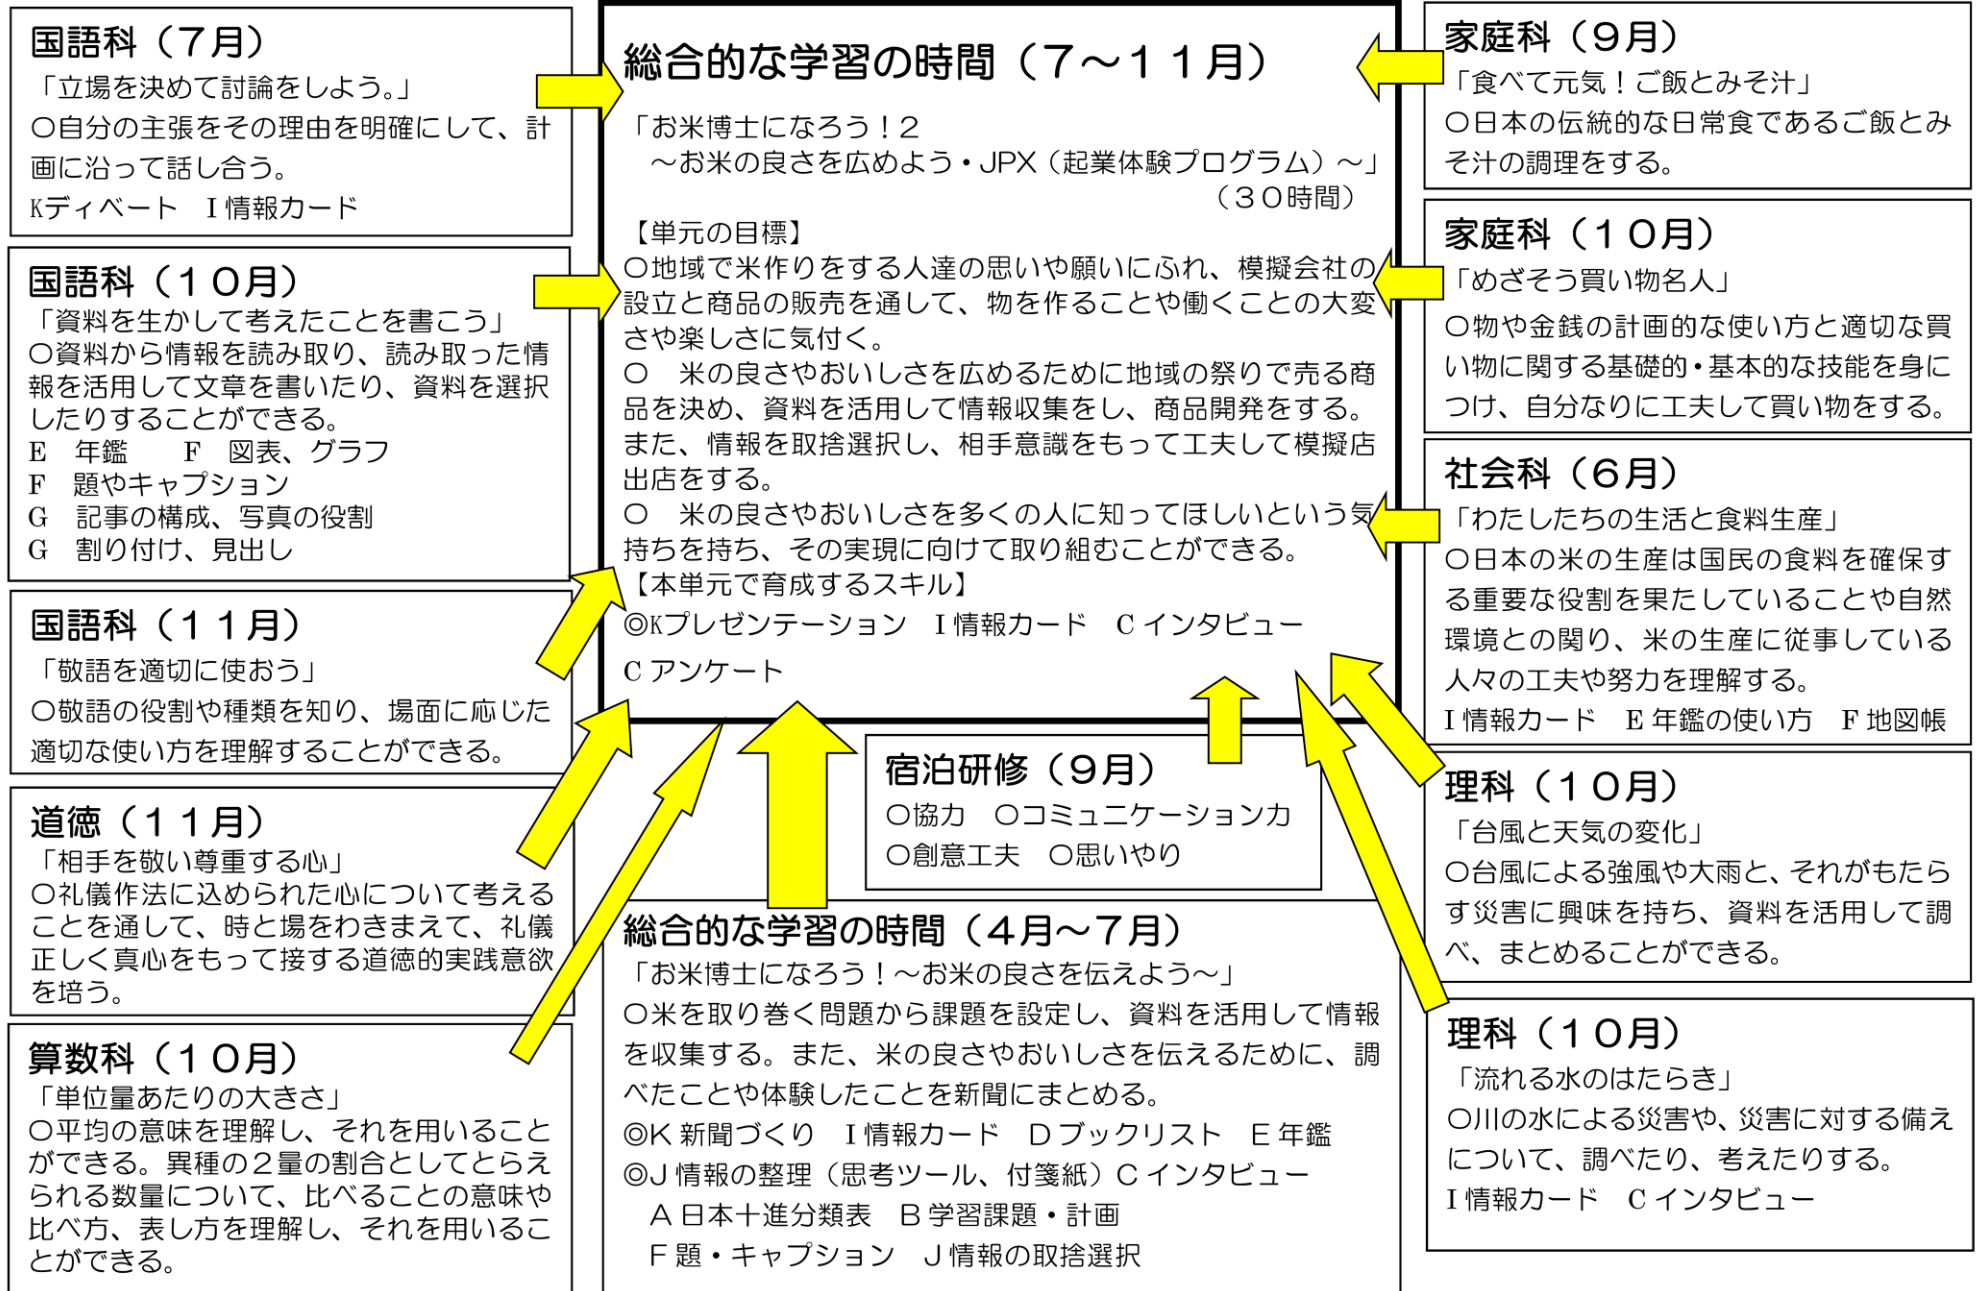 国語科（７月）
「立場を決めて討論をしよう。」
〇自分の主張をその理由を明確にして、計
画に沿って話し合う。
Kディベート　I 情報カード
国語科（１０月）
「資料を生かして考えたことを書こう」
〇資料から情報を読み取り、読み取った情
報を活用して文章を書いたり、資料を選択
したりすることができる。
E　年鑑　　F　図表、グラフ
F　題やキャプション
G　記事の構成、写真の役割
G　割り付け、見出し
国語科（１１月）
「敬語を適切に使おう」
〇敬語の役割や種類を知り、場面に応じた
適切な使い方を理解することができる。
道徳（１１月）
「相手を敬い尊重する心」
〇礼儀作法に込められた心について考える
ことを通して、時と場をわきまえて、礼儀
正しく真心をもって接する道徳的実践意欲
を培う。
算数科（１０月）
「単位量あたりの大きさ」
〇平均の意味を理解し、それを用いること
ができる。異種の２量の割合としてとらえ
られる数量について、比べることの意味や
比べ方、表し方を理解し、それを用いるこ
とができる。
総合的な学習の時間（７～１１月）
「お米博士になろう！２
～お米の良さを広めよう・JPX（起業体験プログラム）～」
（３０時間）
【単元の目標】
〇地域で米作りをする人達の思いや願いにふれ、模擬会社の
設立と商品の販売を通して、物を作ることや働くことの大変
さや楽しさに気付く。
〇　米の良さやおいしさを広めるために地域の祭りで売る商
品を決め、資料を活用して情報収集をし、商品開発をする。
また、情報を取捨選択し、相手意識をもって工夫して模擬店
出店をする。
〇　米の良さやおいしさを多くの人に知ってほしいという気
持ちを持ち、その実現に向けて取り組むことができる。
【本単元で育成するスキル】
◎Kプレゼンテーション　I 情報カード　C インタビュー
C アンケート
宿泊研修（９月）
〇協力　〇コミュニケーション力
〇創意工夫　〇思いやり
総合的な学習の時間（４月～７月）
「お米博士になろう！～お米の良さを伝えよう～」
〇米を取り巻く問題から課題を設定し、資料を活用して情報
を収集する。また、米の良さやおいしさを伝えるために、調
べたことや体験したことを新聞にまとめる。
◎K 新聞づくり　I 情報カード　D ブックリスト　E 年鑑
◎J 情報の整理（思考ツール、付箋紙）C インタビュー
A 日本十進分類表　B 学習課題・計画
F 題・キャプション　J 情報の取捨選択
家庭科（９月）
「食べて元気！ご飯とみそ汁」
〇日本の伝統的な日常食であるご飯とみ
そ汁の調理をする。
家庭科（１０月）
「めざそう買い物名人」
〇物や金銭の計画的な使い方と適切な買
い物に関する基礎的・基本的な技能を身に
つけ、自分なりに工夫して買い物をする。
社会科（６月）
「わたしたちの生活と食料生産」
〇日本の米の生産は国民の食料を確保す
る重要な役割を果たしていることや自然
環境との関り、米の生産に従事している
人々の工夫や努力を理解する。
I 情報カード　E 年鑑の使い方　F 地図帳
理科（１０月）
「台風と天気の変化」
〇台風による強風や大雨と、それがもたら
す災害に興味を持ち、資料を活用して調
べ、まとめることができる。
理科（１０月）
「流れる水のはたらき」
〇川の水による災害や、災害に対する備え
について、調べたり、考えたりする。
I 情報カード　C インタビュー